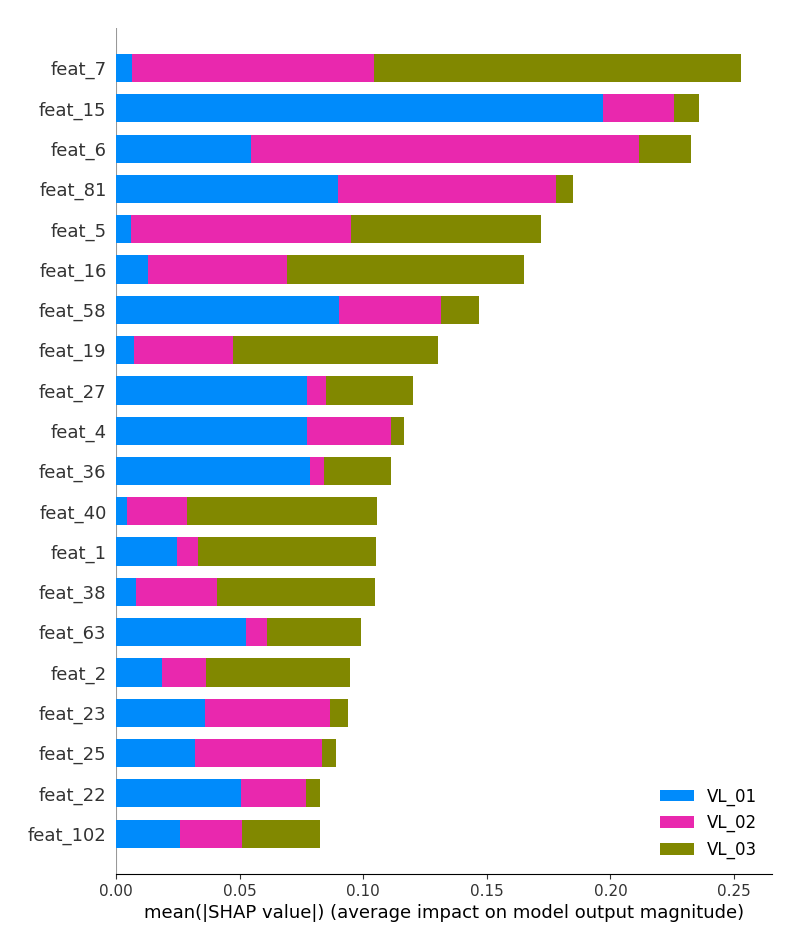 feat_7
feat_15
feat_6
feat_81
feat_5
feat_16
feat_58
feat_19
feat_27
feat_4
feat_36
feat_40
feat_1
feat_38
feat_63
feat_2
feat_23
feat_25
feat_22
feat_102
VL_01
VL_02
VL_03
0.00 0.05 0.10 0.15 0.20 0.25
mean(|SHAP value|) (average impact on model output magnitude)